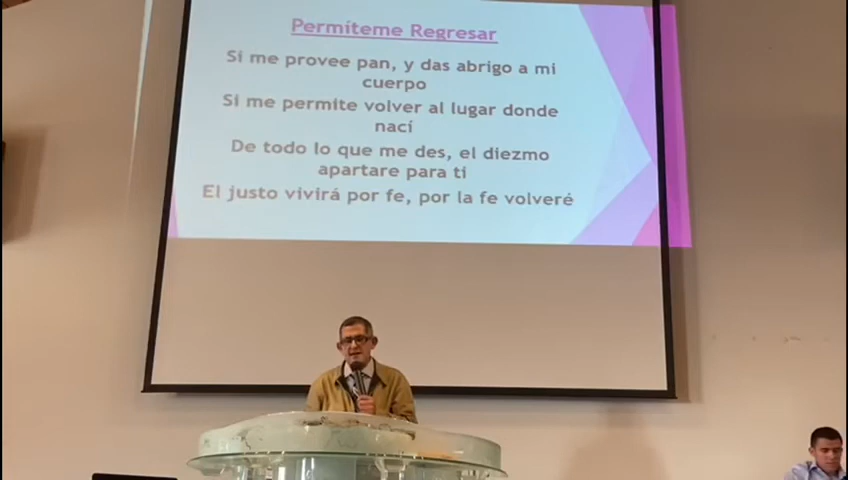 Permíteme Regresar
Si me provee pan, y das abrigo a mi
cuerpo
Si me permite volver al lugar donde
nací
De todo lo que me des, el diezmo
apartare para ti
El justo vivirá por fe, por la fe volveré